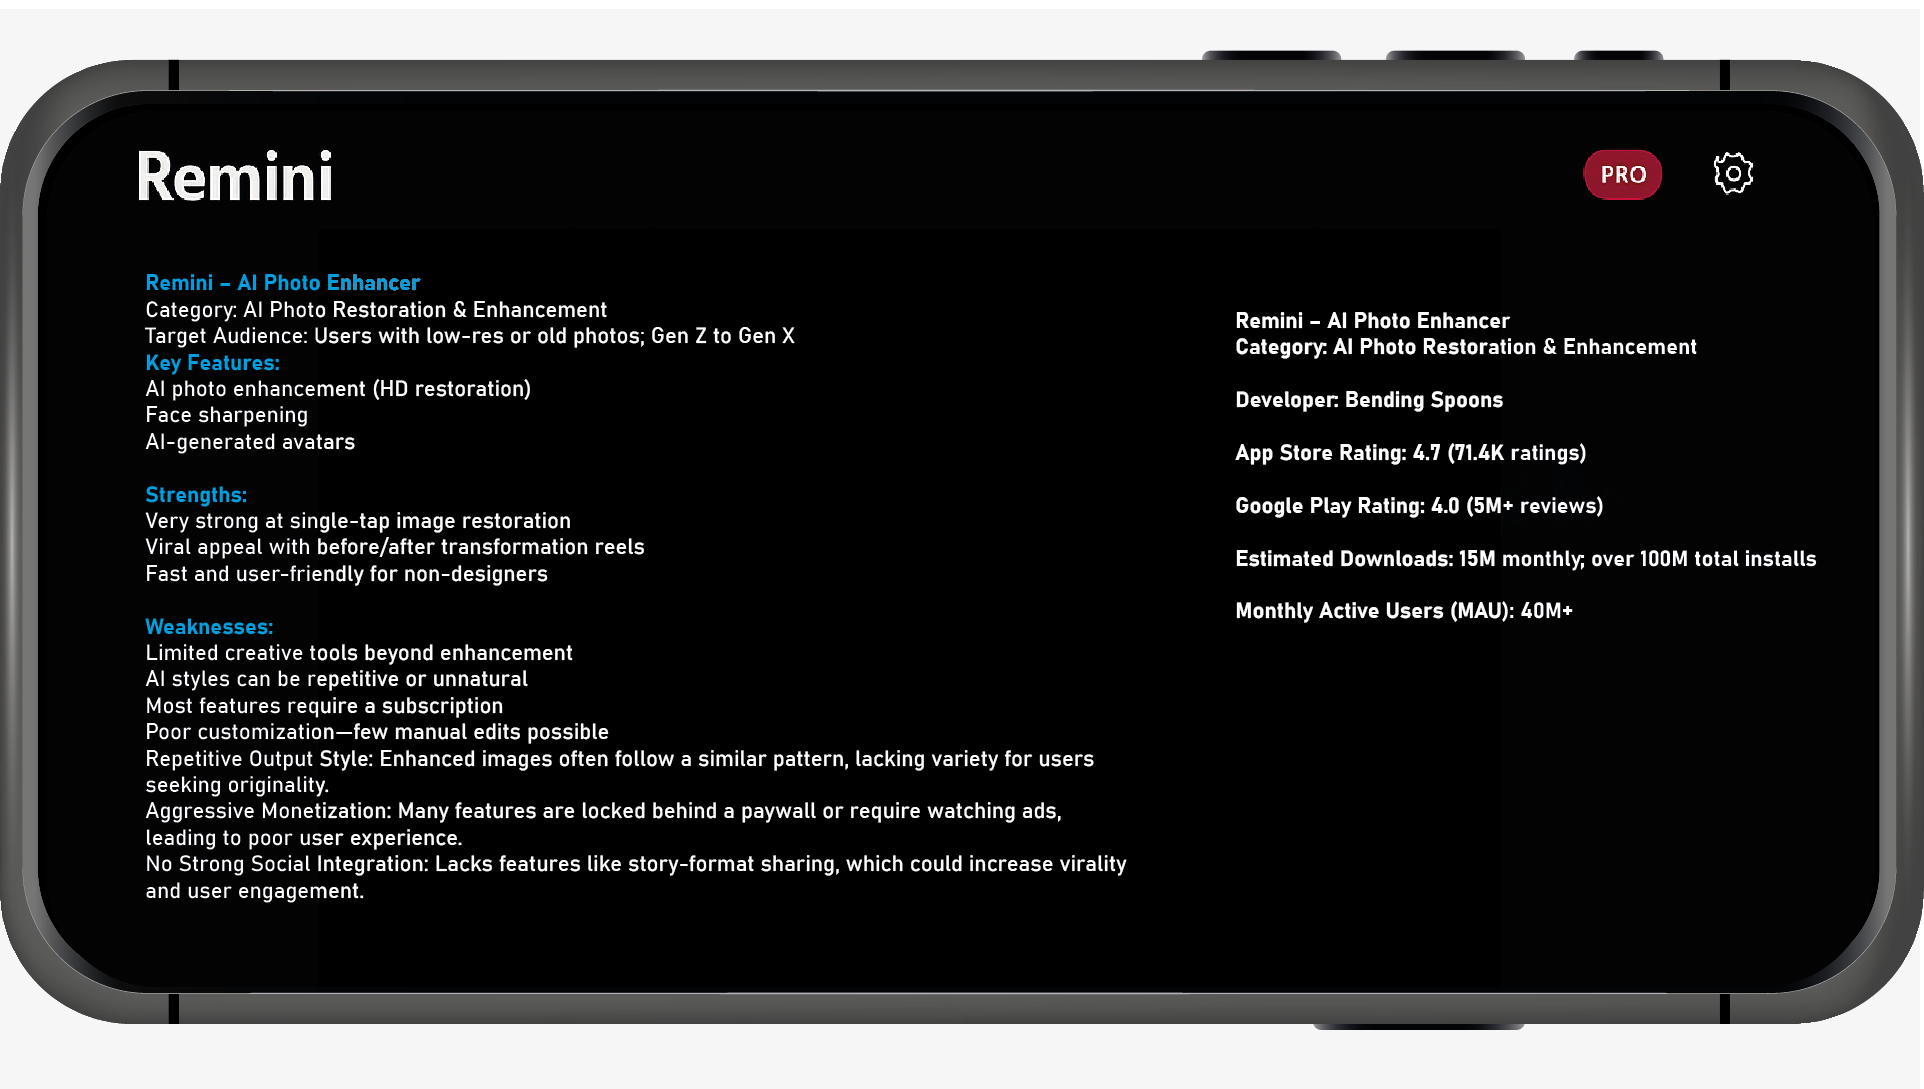 Remini
PRO
Remini – AI Photo Enhancer
Category: AI Photo Restoration & Enhancement
Target Audience: Users with low-res or old photos; Gen Z to Gen X
Key Features:
AI photo enhancement (HD restoration)
Face sharpening
AI-generated avatars
Strengths:
Very strong at single-tap image restoration
Viral appeal with before/after transformation reels
Fast and user-friendly for non-designers
Weaknesses:
Limited creative tools beyond enhancement
AI styles can be repetitive or unnatural
Most features require a subscription
Poor customization—few manual edits possible
Repetitive Output Style: Enhanced images often follow a similar pattern, lacking variety for users
seeking originality.
Aggressive Monetization: Many features are locked behind a paywall or require watching ads,
leading to poor user experience.
No Strong Social Integration: Lacks features like story-format sharing, which could increase virality
and user engagement.
Remini – AI Photo Enhancer
Category: AI Photo Restoration & Enhancement
Developer: Bending Spoons
App Store Rating: 4.7 (71.4K ratings)
Google Play Rating: 4.0 (5M+ reviews)
Estimated Downloads: 15M monthly; over 100M total installs
Monthly Active Users (MAU): 40M+